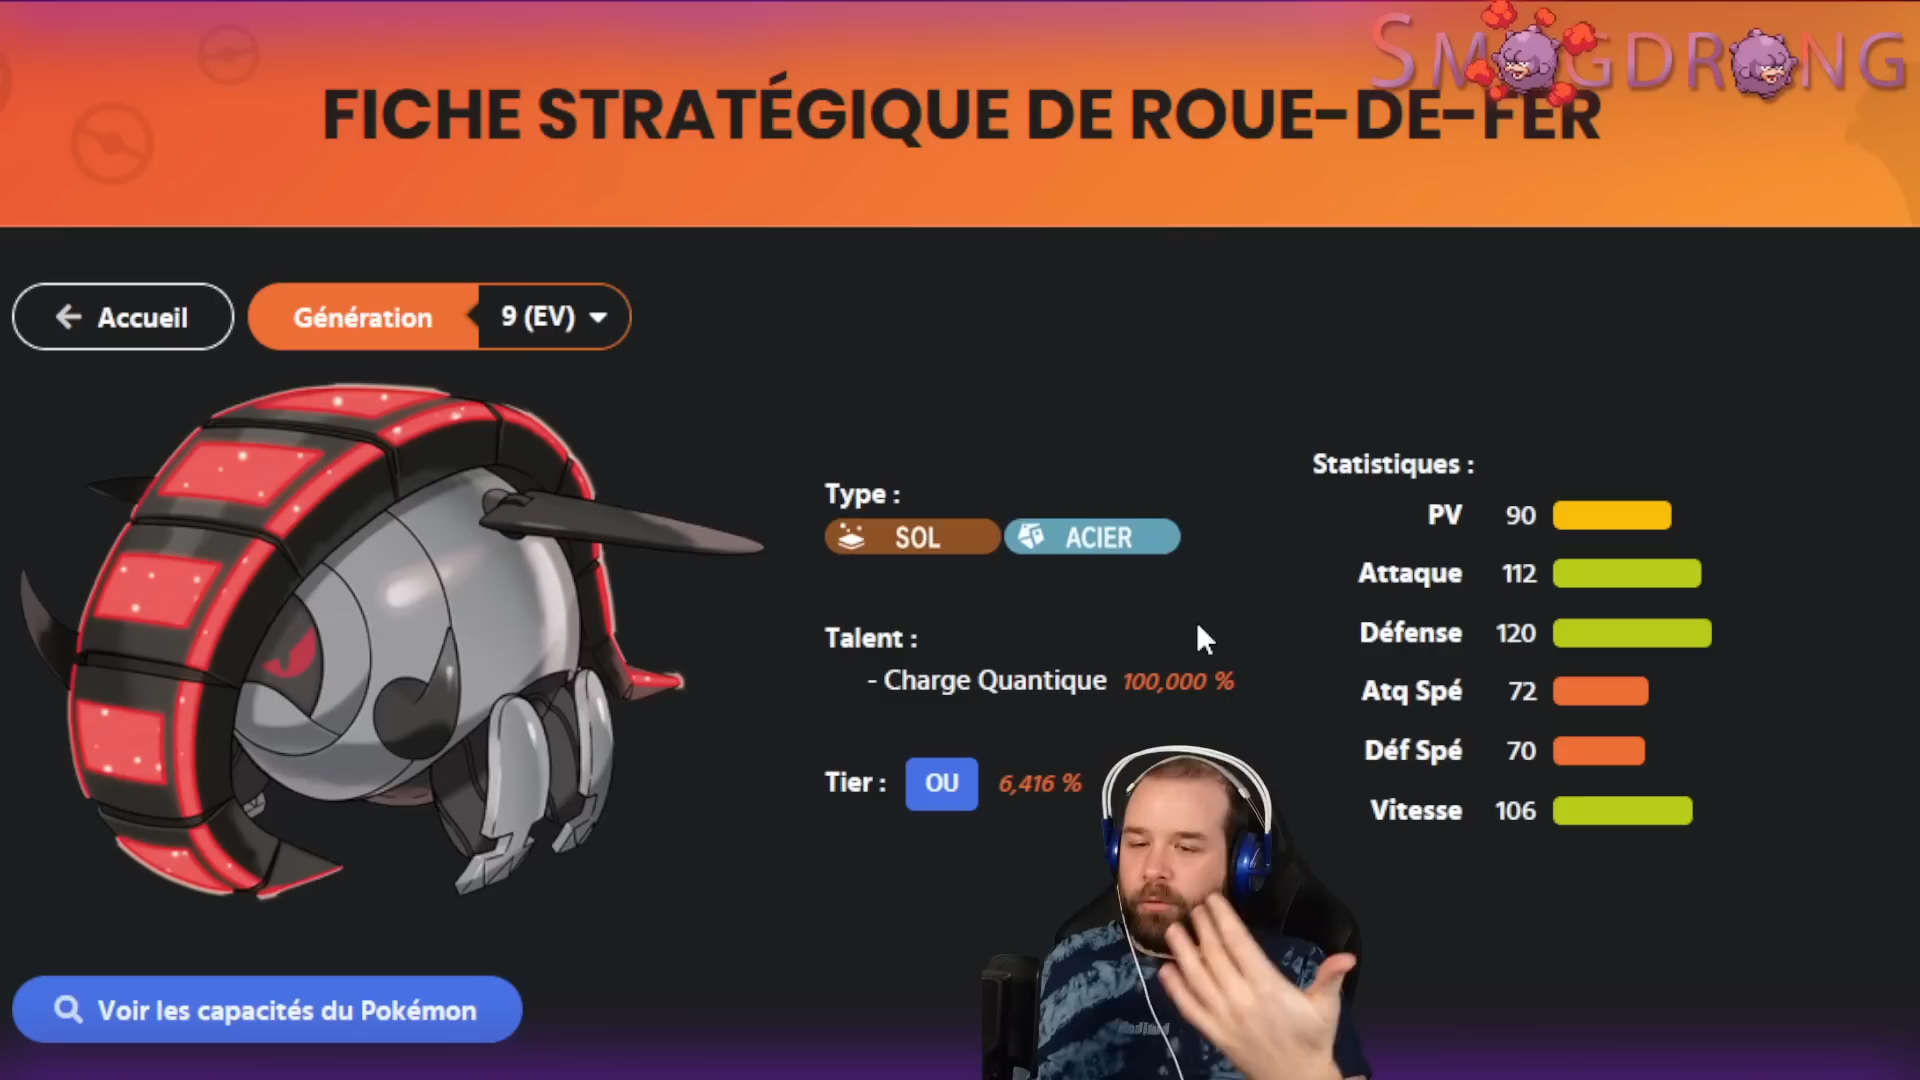 SMOGDRONG
FICHE STRATÉGIQUE DE ROUE-DE-FER
Accueil
Génération
9 (EV)
Statistiques :
Type :
SOL
ACIER
PV 90
Attaque 112
Défense 120
Talent :
- Charge Quantique 100,000 %
Atq Spé 72
Déf Spé 70
Tier : OU 6,416 %
Vitesse 106
Voir les capacités du Pokémon